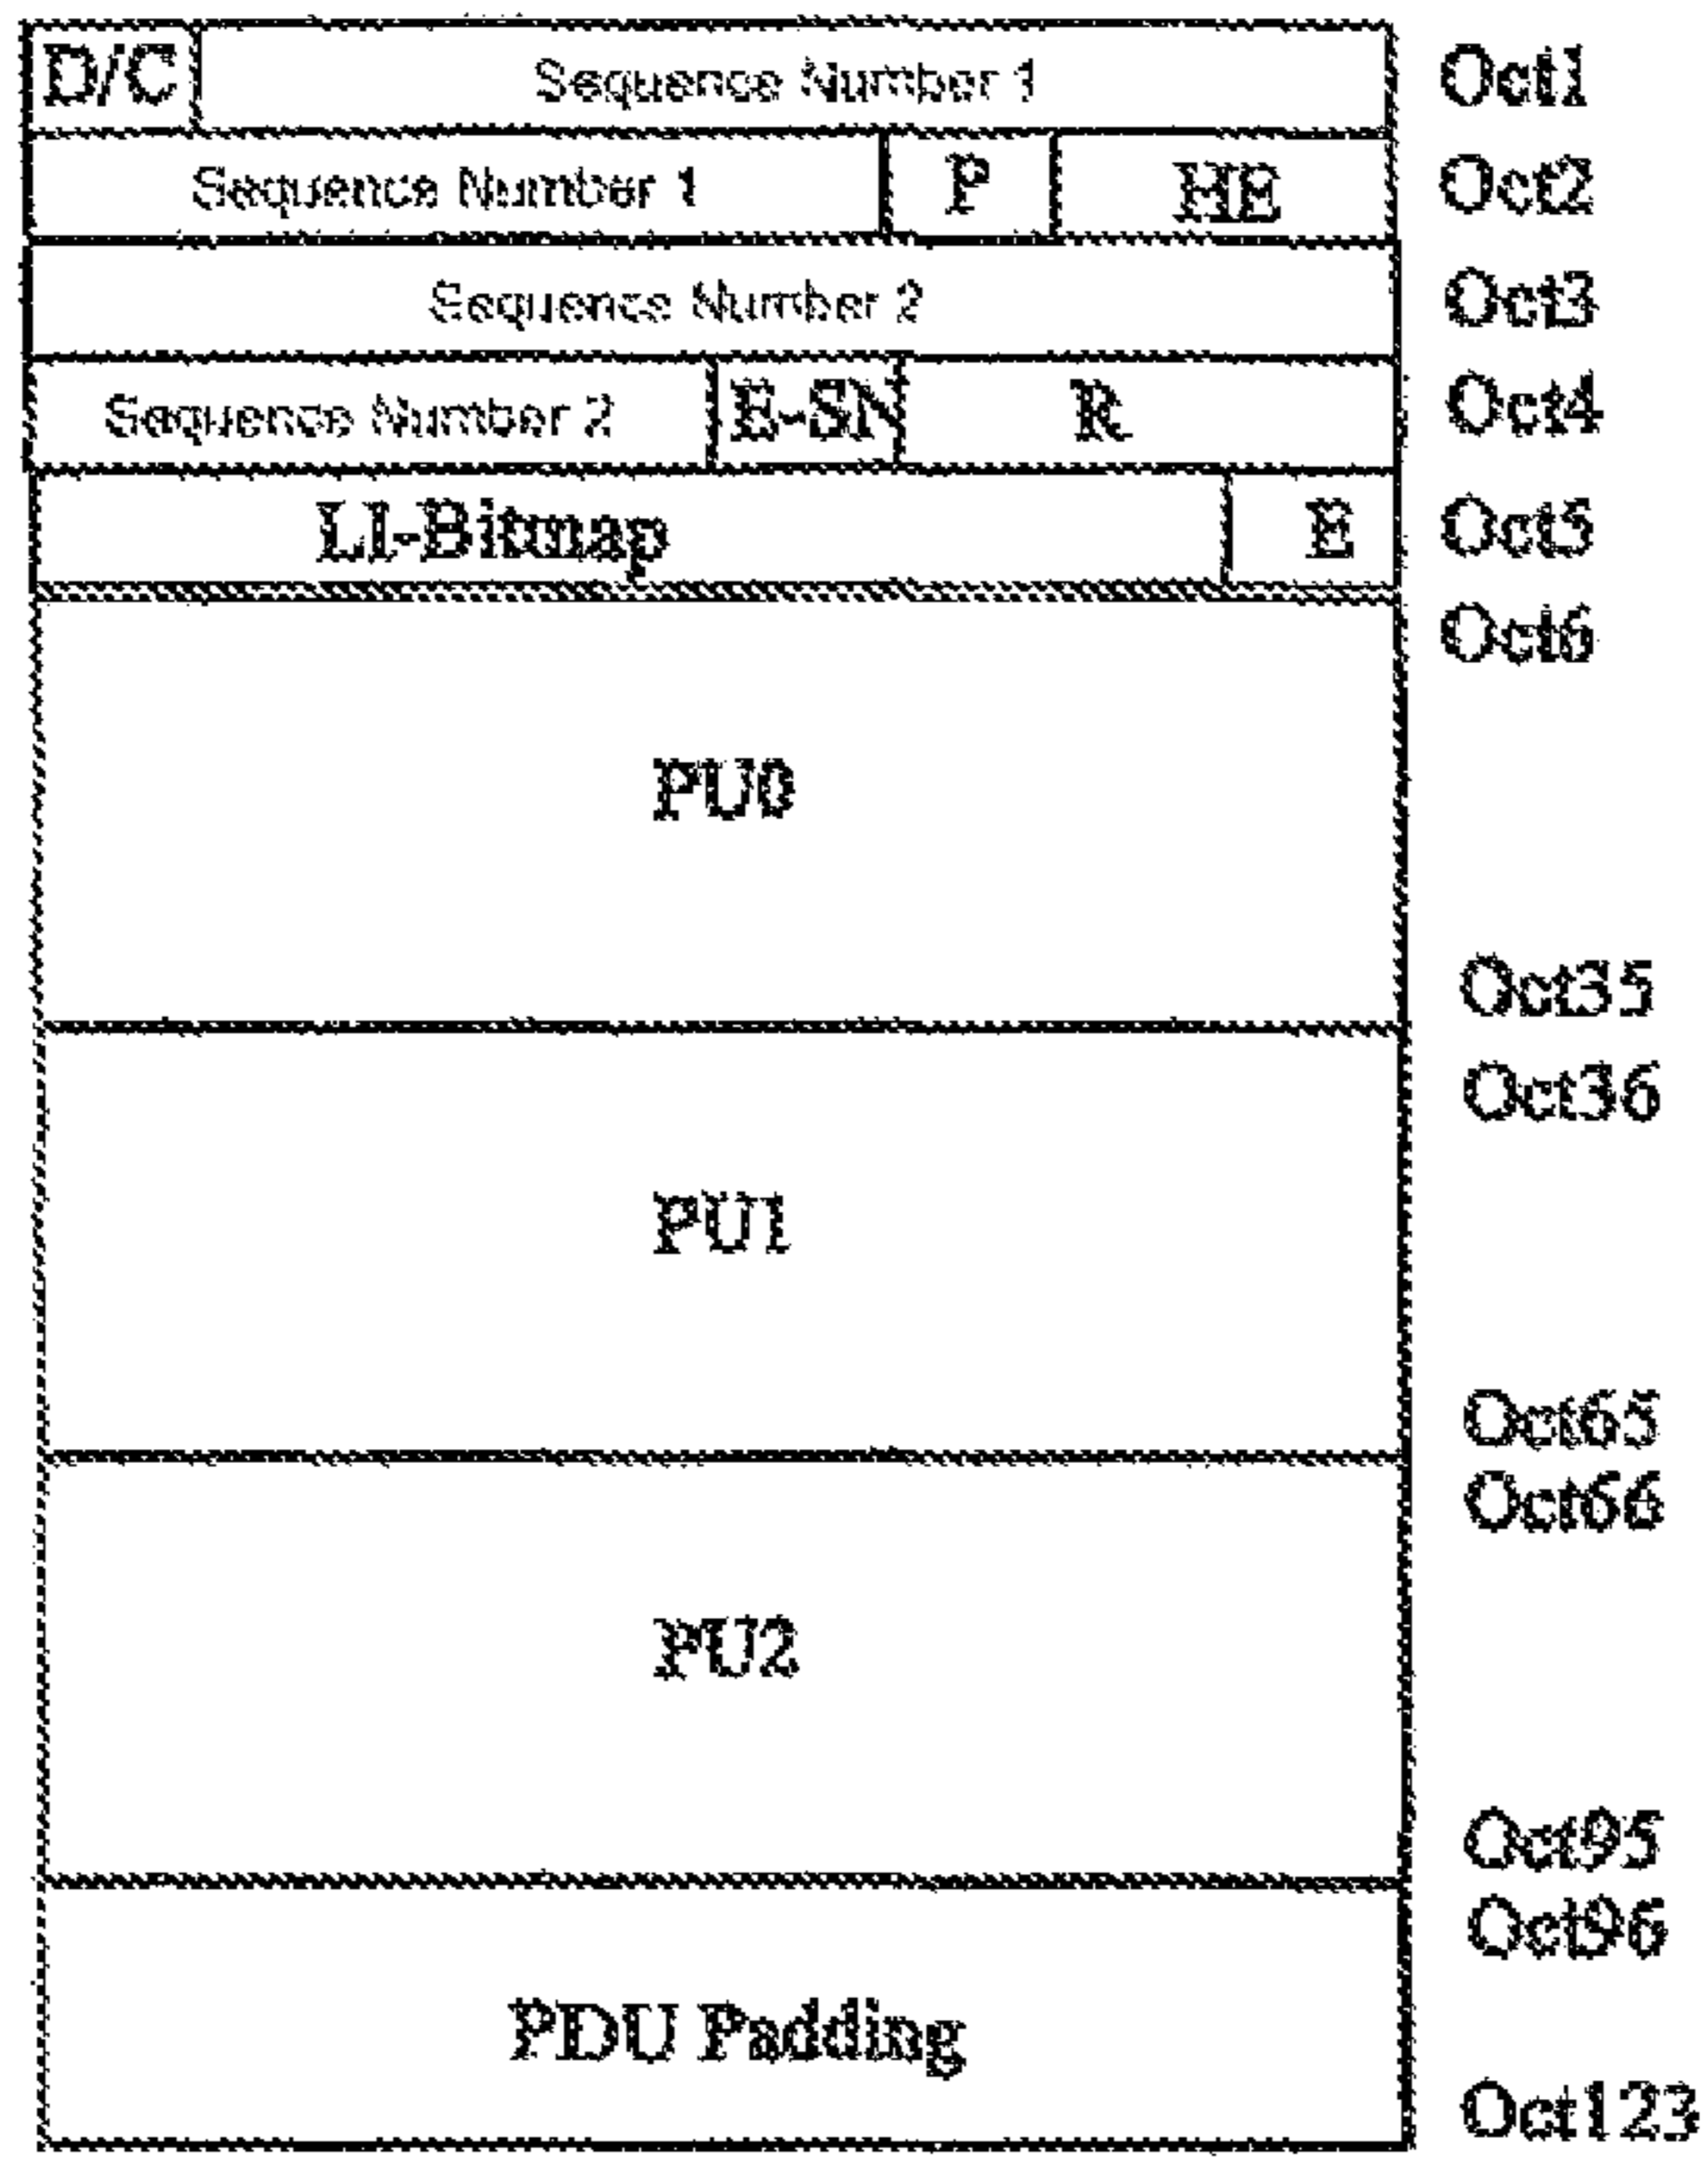 D/C Sequence Number 1 Oct1
Sequence Number 1 P HE Oct2
Sequence Number 2 Oct3
Sequence Number 2 E-SN R Oct4
LI-Bitmap E Oct5
Oct6
PU0
Oct35
Oct36
PU1
Oct65
Oct66
PU2
Oct95
Oct96
PDU Padding
Oct123